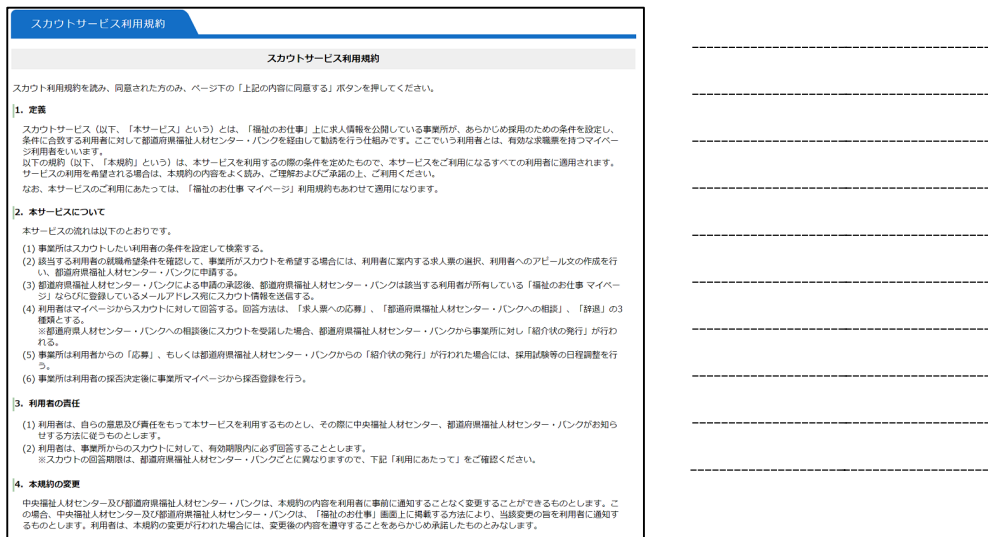 スカウトサービス利用規約
スカウトサービス利用規約
スカウト利用規約を読み、同意された方のみ、ページ下の「上記の内容に同意する」ボタンを押してください。
1. 定義
スカウトサービス（以下、「本サービス」という）とは、「福祉のお仕事」上に求人情報を公開している事業所が、あらかじめ採用のための条件を設定し、
条件に合致する利用者に対して都道府県福祉人材センター・バンクを経由して勧誘を行う仕組みです。ここでいう利用者とは、有効な求職票を持つマイペー
ジ利用者をいいます。
以下の規約（以下、「本規約」という）は、本サービスを利用するの際の条件を定めたもので、本サービスをご利用になるすべての利用者に適用されます。
サービスの利用を希望される場合は、本規約の内容をよく読み、ご理解およびご承諾の上、ご利用ください。
なお、本サービスのご利用にあたっては、「福祉のお仕事 マイページ」利用規約もあわせて適用になります。
2. 本サービスについて
本サービスの流れは以下のとおりです。
(1) 事業所はスカウトしたい利用者の条件を設定して検索する。
(2) 該当する利用者の就職希望条件を確認して、事業所がスカウトを希望する場合には、利用者に案内する求人票の選択、利用者へのアピール文の作成を行
い、都道府県福祉人材センター・バンクに申請する。
(3) 都道府県福祉人材センター・バンクによる申請の承認後、都道府県福祉人材センター・バンクは該当する利用者が所有している「福祉のお仕事 マイペー
ジ」ならびに登録しているメールアドレス宛にスカウト情報を送信する。
(4) 利用者はマイページからスカウトに対して回答する。回答方法は、「求人票への応募」、「都道府県福祉人材センター・バンクへの相談」、「辞退」の3
種類とする。
※都道府県人材センター・バンクへの相談後にスカウトを受諾した場合、都道府県福祉人材センター・バンクから事業所に対し「紹介状の発行」が行わ
れる。
(5) 事業所は利用者からの「応募」、もしくは都道府県福祉人材センター・バンクからの「紹介状の発行」が行われた場合には、採用試験等の日程調整を行
う。
(6) 事業所は利用者の採否決定後に事業所マイページから採否登録を行う。
3. 利用者の責任
(1) 利用者は、自らの意思及び責任をもって本サービスを利用するものとし、その際に中央福祉人材センター、都道府県福祉人材センター・バンクがお知ら
せする方法に従うものとします。
(2) 利用者は、事業所からのスカウトに対して、有効期限内に必ず回答することとします。
※スカウトの回答期限は、都道府県福祉人材センター・バンクごとに異なりますので、下記「利用にあたって」をご確認ください。
4. 本規約の変更
中央福祉人材センター及び都道府県福祉人材センター・バンクは、本規約の内容を利用者に事前に通知することなく変更することができるものとします。こ
の場合、中央福祉人材センター及び都道府県福祉人材センター・バンクは、「福祉のお仕事」画面上に掲載する方法により、当該変更の旨を利用者に通知す
るものとします。利用者は、本規約の変更が行われた場合には、変更後の内容を遵守することをあらかじめ承諾したものとみなします。